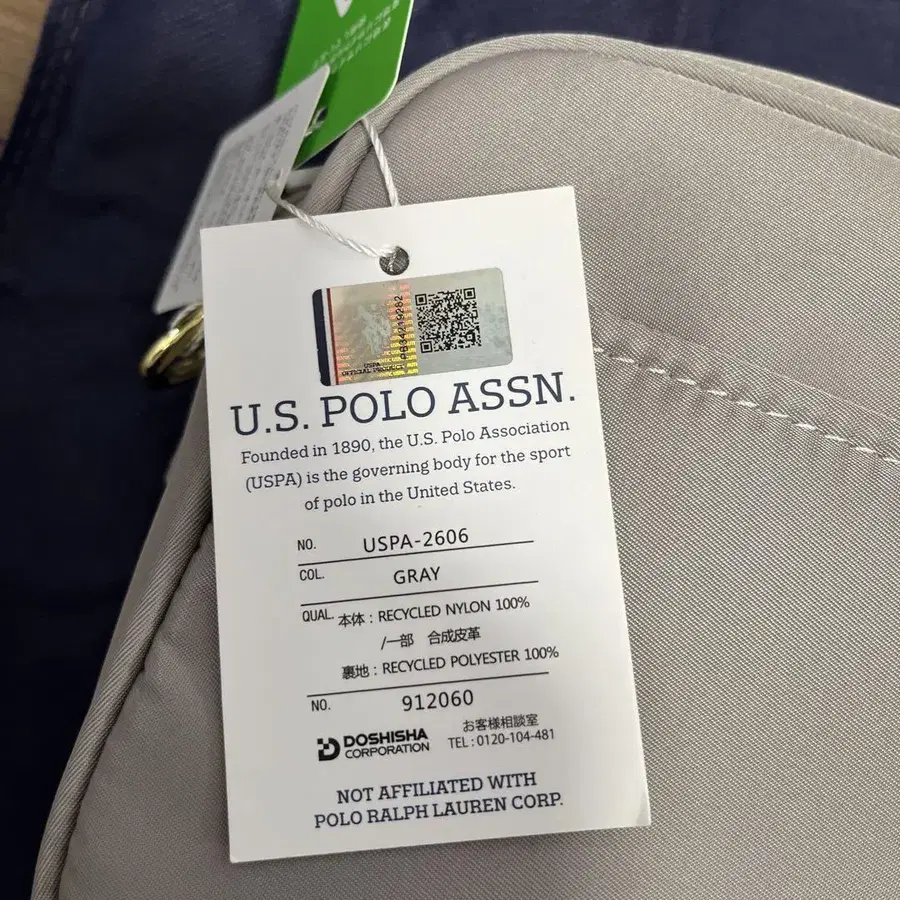 U.S. POLO ASSN.
Founded in 1890, the U.S. Polo Association
(USPA) is the governing body for the sport
of polo in the United States.
NO. USPA-2606
COL. GRAY
QUAL. 本体：RECYCLED NYLON 100%
/一部 合成皮革
裏地：RECYCLED POLYESTER 100%
NO. 912060
DOSHISHA
CORPORATION
お客様相談室
TEL：0120-104-481
NOT AFFILIATED WITH
POLO RALPH LAUREN CORP.